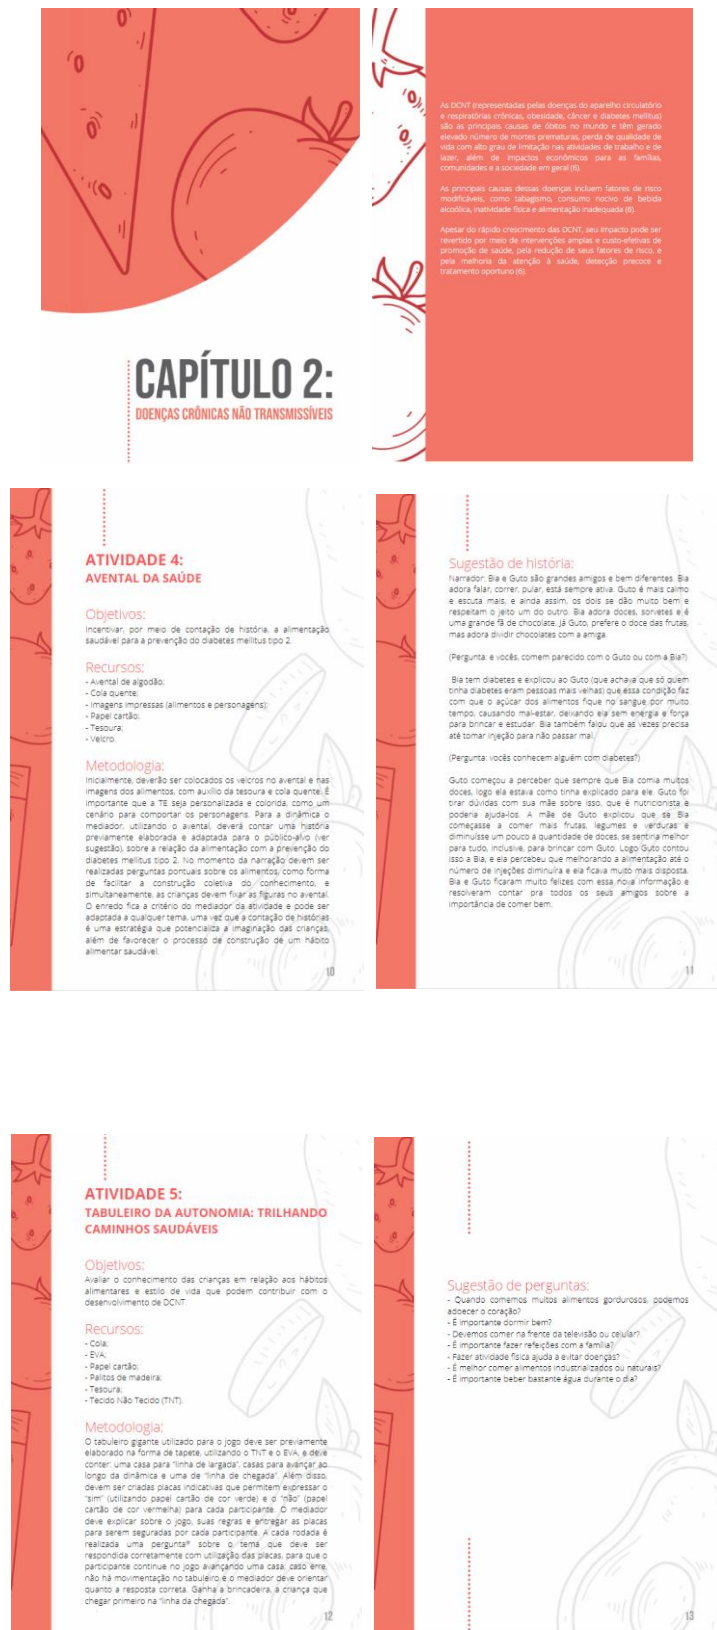 CAPÍTULO 2:
DOENÇAS CRÔNICAS NÃO TRANSMISSÍVEIS
As DCNT (representadas pelas doenças do aparelho circulatório
e respiratórias crônicas, obesidade, câncer e diabetes mellitus)
são as principais causas de óbitos no mundo e têm gerado
elevado número de mortes prematuras, perda de qualidade de
vida com alto grau de limitação nas atividades de trabalho e de
lazer, além de impactos econômicos para as famílias,
comunidades e a sociedade em geral (6).
As principais causas dessas doenças incluem fatores de risco
modificáveis, como tabagismo, consumo nocivo de bebida
alcoólica, inatividade física e alimentação inadequada (6).
Apesar do rápido crescimento das DCNT, seu impacto pode ser
revertido por meio de intervenções amplas e custo-efetivas de
promoção de saúde, pela redução de seus fatores de risco, e
pela melhoria da atenção à saúde, detecção precoce e
tratamento oportuno (6).
ATIVIDADE 4:
AVENTAL DA SAÚDE
Objetivos:
Incentivar, por meio de contação de história, a alimentação
saudável para a prevenção do diabetes mellitus tipo 2.
Recursos:
- Avental de algodão;
- Cola quente;
- Imagens impressas (alimentos e personagens);
- Papel cartão;
- Tesoura;
- Velcro.
Metodologia:
Inicialmente, deverão ser colocados os velcros no avental e nas
imagens dos alimentos, com auxílio da tesoura e cola quente. É
importante que a TE seja personalizada e colorida, como um
cenário para comportar os personagens. Para a dinâmica o
mediador, utilizando o avental, deverá contar uma história
previamente elaborada e adaptada para o público-alvo (ver
sugestão), sobre a relação da alimentação com a prevenção do
diabetes mellitus tipo 2. No momento da narração devem ser
realizadas perguntas pontuais sobre os alimentos, como forma
de facilitar a construção coletiva do conhecimento, e
simultaneamente, as crianças devem fixar as figuras no avental.
O enredo fica a critério do mediador da atividade e pode ser
adaptada a qualquer tema, uma vez que a contação de histórias
é uma estratégia que potencializa a imaginação das crianças,
além de favorecer o processo de construção de um hábito
alimentar saudável.
10
Sugestão de história:
Narrador: Bia e Guto são grandes amigos e bem diferentes. Bia
adora falar, correr, pular, está sempre ativa. Guto é mais calmo
e escuta mais, e ainda assim, os dois se dão muito bem e
respeitam o jeito um do outro. Bia adora doces, sorvetes e é
uma grande fã de chocolate. Já Guto, prefere o doce das frutas,
mas adora dividir chocolates com a amiga.
(Pergunta: e vocês, comem parecido com o Guto ou com a Bia?)
Bia tem diabetes e explicou ao Guto (que achava que só quem
tinha diabetes eram pessoas mais velhas) que essa condição faz
com que o açúcar dos alimentos fique no sangue por muito
tempo, causando mal-estar, deixando ela sem energia e força
para brincar e estudar. Bia também falou que as vezes precisa
até tomar injeção para não passar mal.
(Pergunta: vocês conhecem alguém com diabetes?)
Guto começou a perceber que sempre que Bia comia muitos
doces, logo ela estava como tinha explicado para ele. Guto foi
tirar dúvidas com sua mãe sobre isso, que é nutricionista e
poderia ajuda-los. A mãe de Guto explicou que se Bia
começasse a comer mais frutas, legumes e verduras e
diminuísse um pouco a quantidade de doces, se sentiria melhor
para tudo, inclusive, para brincar com Guto. Logo Guto contou
isso a Bia, e ela percebeu que melhorando a alimentação até o
número de injeções diminuíra e ela ficava muito mais disposta.
Bia e Guto ficaram muito felizes com essa nova informação e
resolveram contar pra todos os seus amigos sobre a
importância de comer bem.
11
ATIVIDADE 5:
TABULEIRO DA AUTONOMIA: TRILHANDO
CAMINHOS SAUDÁVEIS
Objetivos:
Avaliar o conhecimento das crianças em relação aos hábitos
alimentares e estilo de vida que podem contribuir com o
desenvolvimento de DCNT.
Recursos:
- Cola;
- EVA;
- Papel cartão;
- Palitos de madeira;
- Tesoura;
- Tecido Não Tecido (TNT).
Metodologia:
O tabuleiro gigante utilizado para o jogo deve ser previamente
elaborado na forma de tapete, utilizando o TNT e o EVA, e deve
conter: uma casa para "linha de largada", casas para avançar ao
longo da dinâmica e uma de "linha de chegada". Além disso,
devem ser criadas placas indicativas que permitem expressar o
"sim" (utilizando papel cartão de cor verde) e o "não" (papel
cartão de cor vermelha) para cada participante. O mediador
deve explicar sobre o jogo, suas regras e entregar as placas
para serem seguradas por cada participante. A cada rodada é
realizada uma pergunta* sobre o tema que deve ser
respondida corretamente com utilização das placas, para que o
participante continue no jogo avançando uma casa; caso erre,
não há movimentação no tabuleiro e o mediador deve orientar
quanto a resposta correta. Ganha a brincadeira, a criança que
chegar primeiro na "linha da chegada".
12
Sugestão de perguntas:
- Quando comemos muitos alimentos gordurosos, podemos
adoecer o coração?
- É importante dormir bem?
- Devemos comer na frente da televisão ou celular?
- É importante fazer refeições com a família?
- Fazer atividade física ajuda a evitar doenças?
- É melhor comer alimentos industrializados ou naturais?
- É importante beber bastante água durante o dia?
13